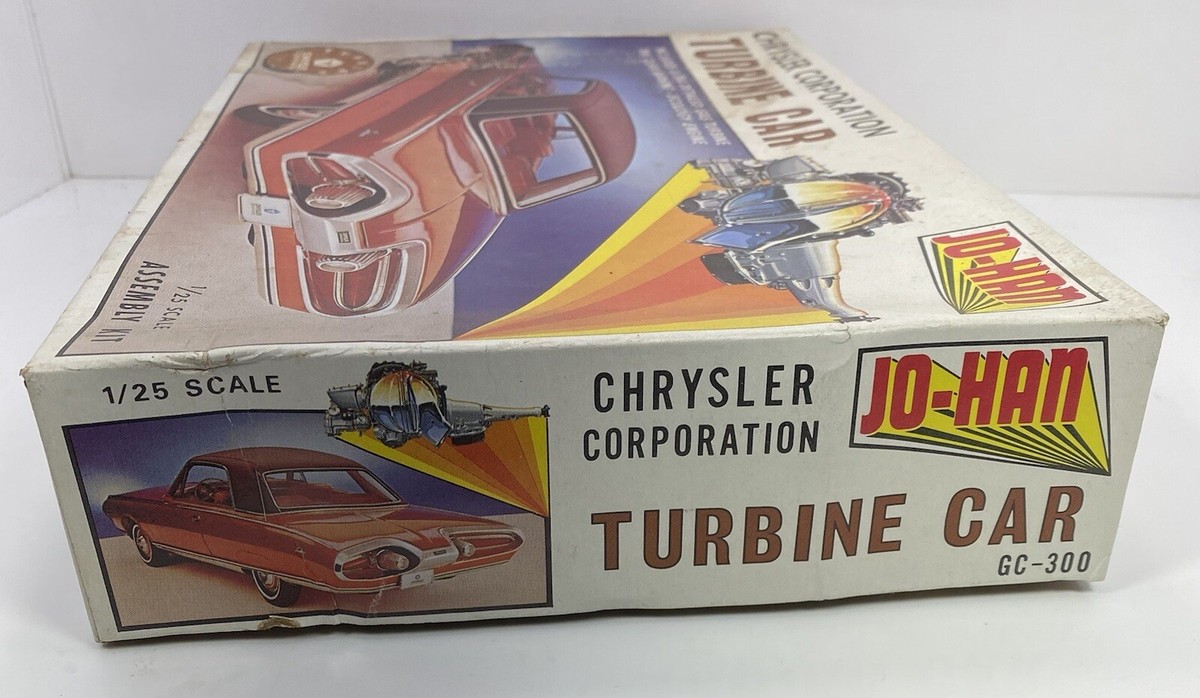 CHRYSLER CORPORATION
TURBINE CAR
JO-HAN
1/25 SCALE
ASSEMBLY KIT
1/25 SCALE
CHRYSLER
CORPORATION
JO-HAN
TURBINE CAR
GC-300